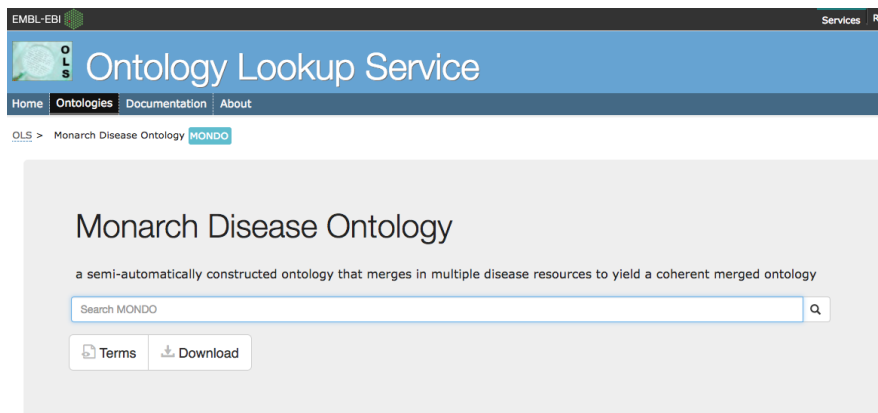 EMBL-EBI
Services R
OLS
Ontology Lookup Service
Home Ontologies Documentation About
OLS > Monarch Disease Ontology MONDO
Monarch Disease Ontology
a semi-automatically constructed ontology that merges in multiple disease resources to yield a coherent merged ontology
Search MONDO
Terms Download